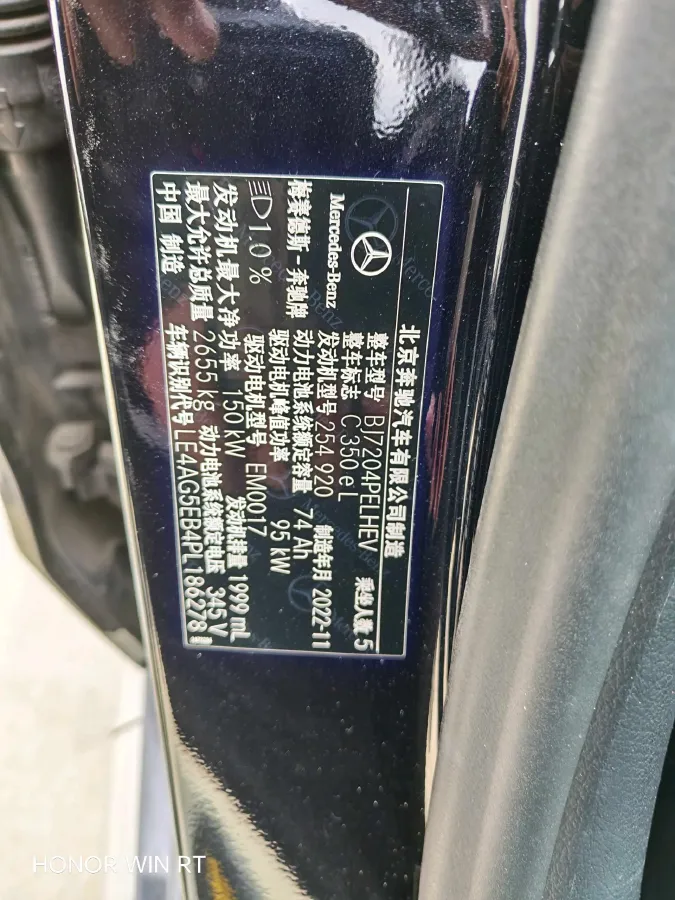 北京奔驰汽车有限公司制造
Mercedes-Benz
整车型号 BJ7204PELHEV 乘坐人数 5
整车标志 C 350 e L
发动机型号 254 920 制造年月 2022-11
梅赛德斯-奔驰牌 动力电池系统额定容量 74 Ah
驱动电机峰值功率 95 kW
1.0 % 驱动电机型号 EM0017
发动机最大净功率 150 kW 发动机排量 1999 mL
最大允许总质量 2655 kg 动力电池系统额定电压 345 V
中国 制造 车辆识别代号 LE4AG5EB4PL186278
HONOR WIN RT